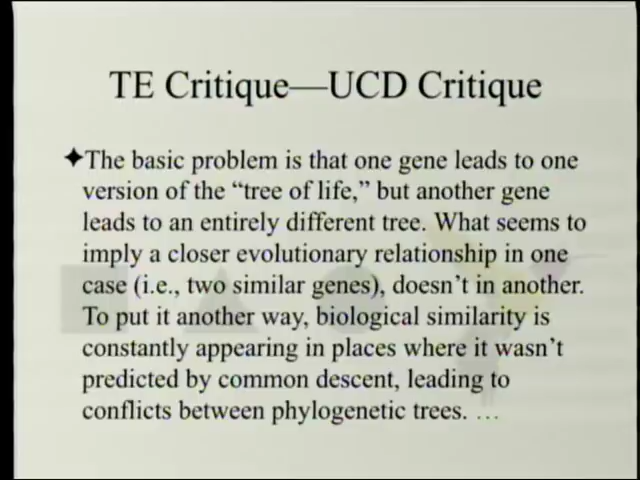 TE Critique—UCD Critique
✦The basic problem is that one gene leads to one
version of the “tree of life,” but another gene
leads to an entirely different tree. What seems to
imply a closer evolutionary relationship in one
case (i.e., two similar genes), doesn’t in another.
To put it another way, biological similarity is
constantly appearing in places where it wasn’t
predicted by common descent, leading to
conflicts between phylogenetic trees. …